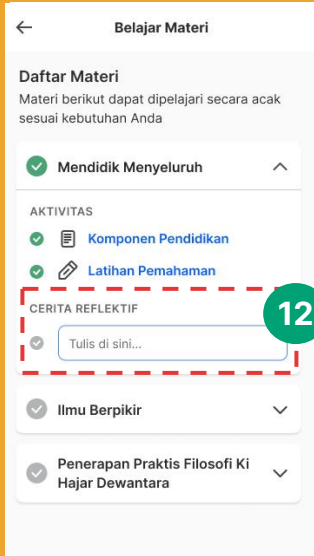 Belajar Materi
Daftar Materi
Materi berikut dapat dipelajari secara acak
sesuai kebutuhan Anda
Mendidik Menyeluruh
AKTIVITAS
Komponen Pendidikan
Latihan Pemahaman
CERITA REFLEKTIF
12
Tulis di sini...
Ilmu Berpikir
Penerapan Praktis Filosofi Ki
Hajar Dewantara